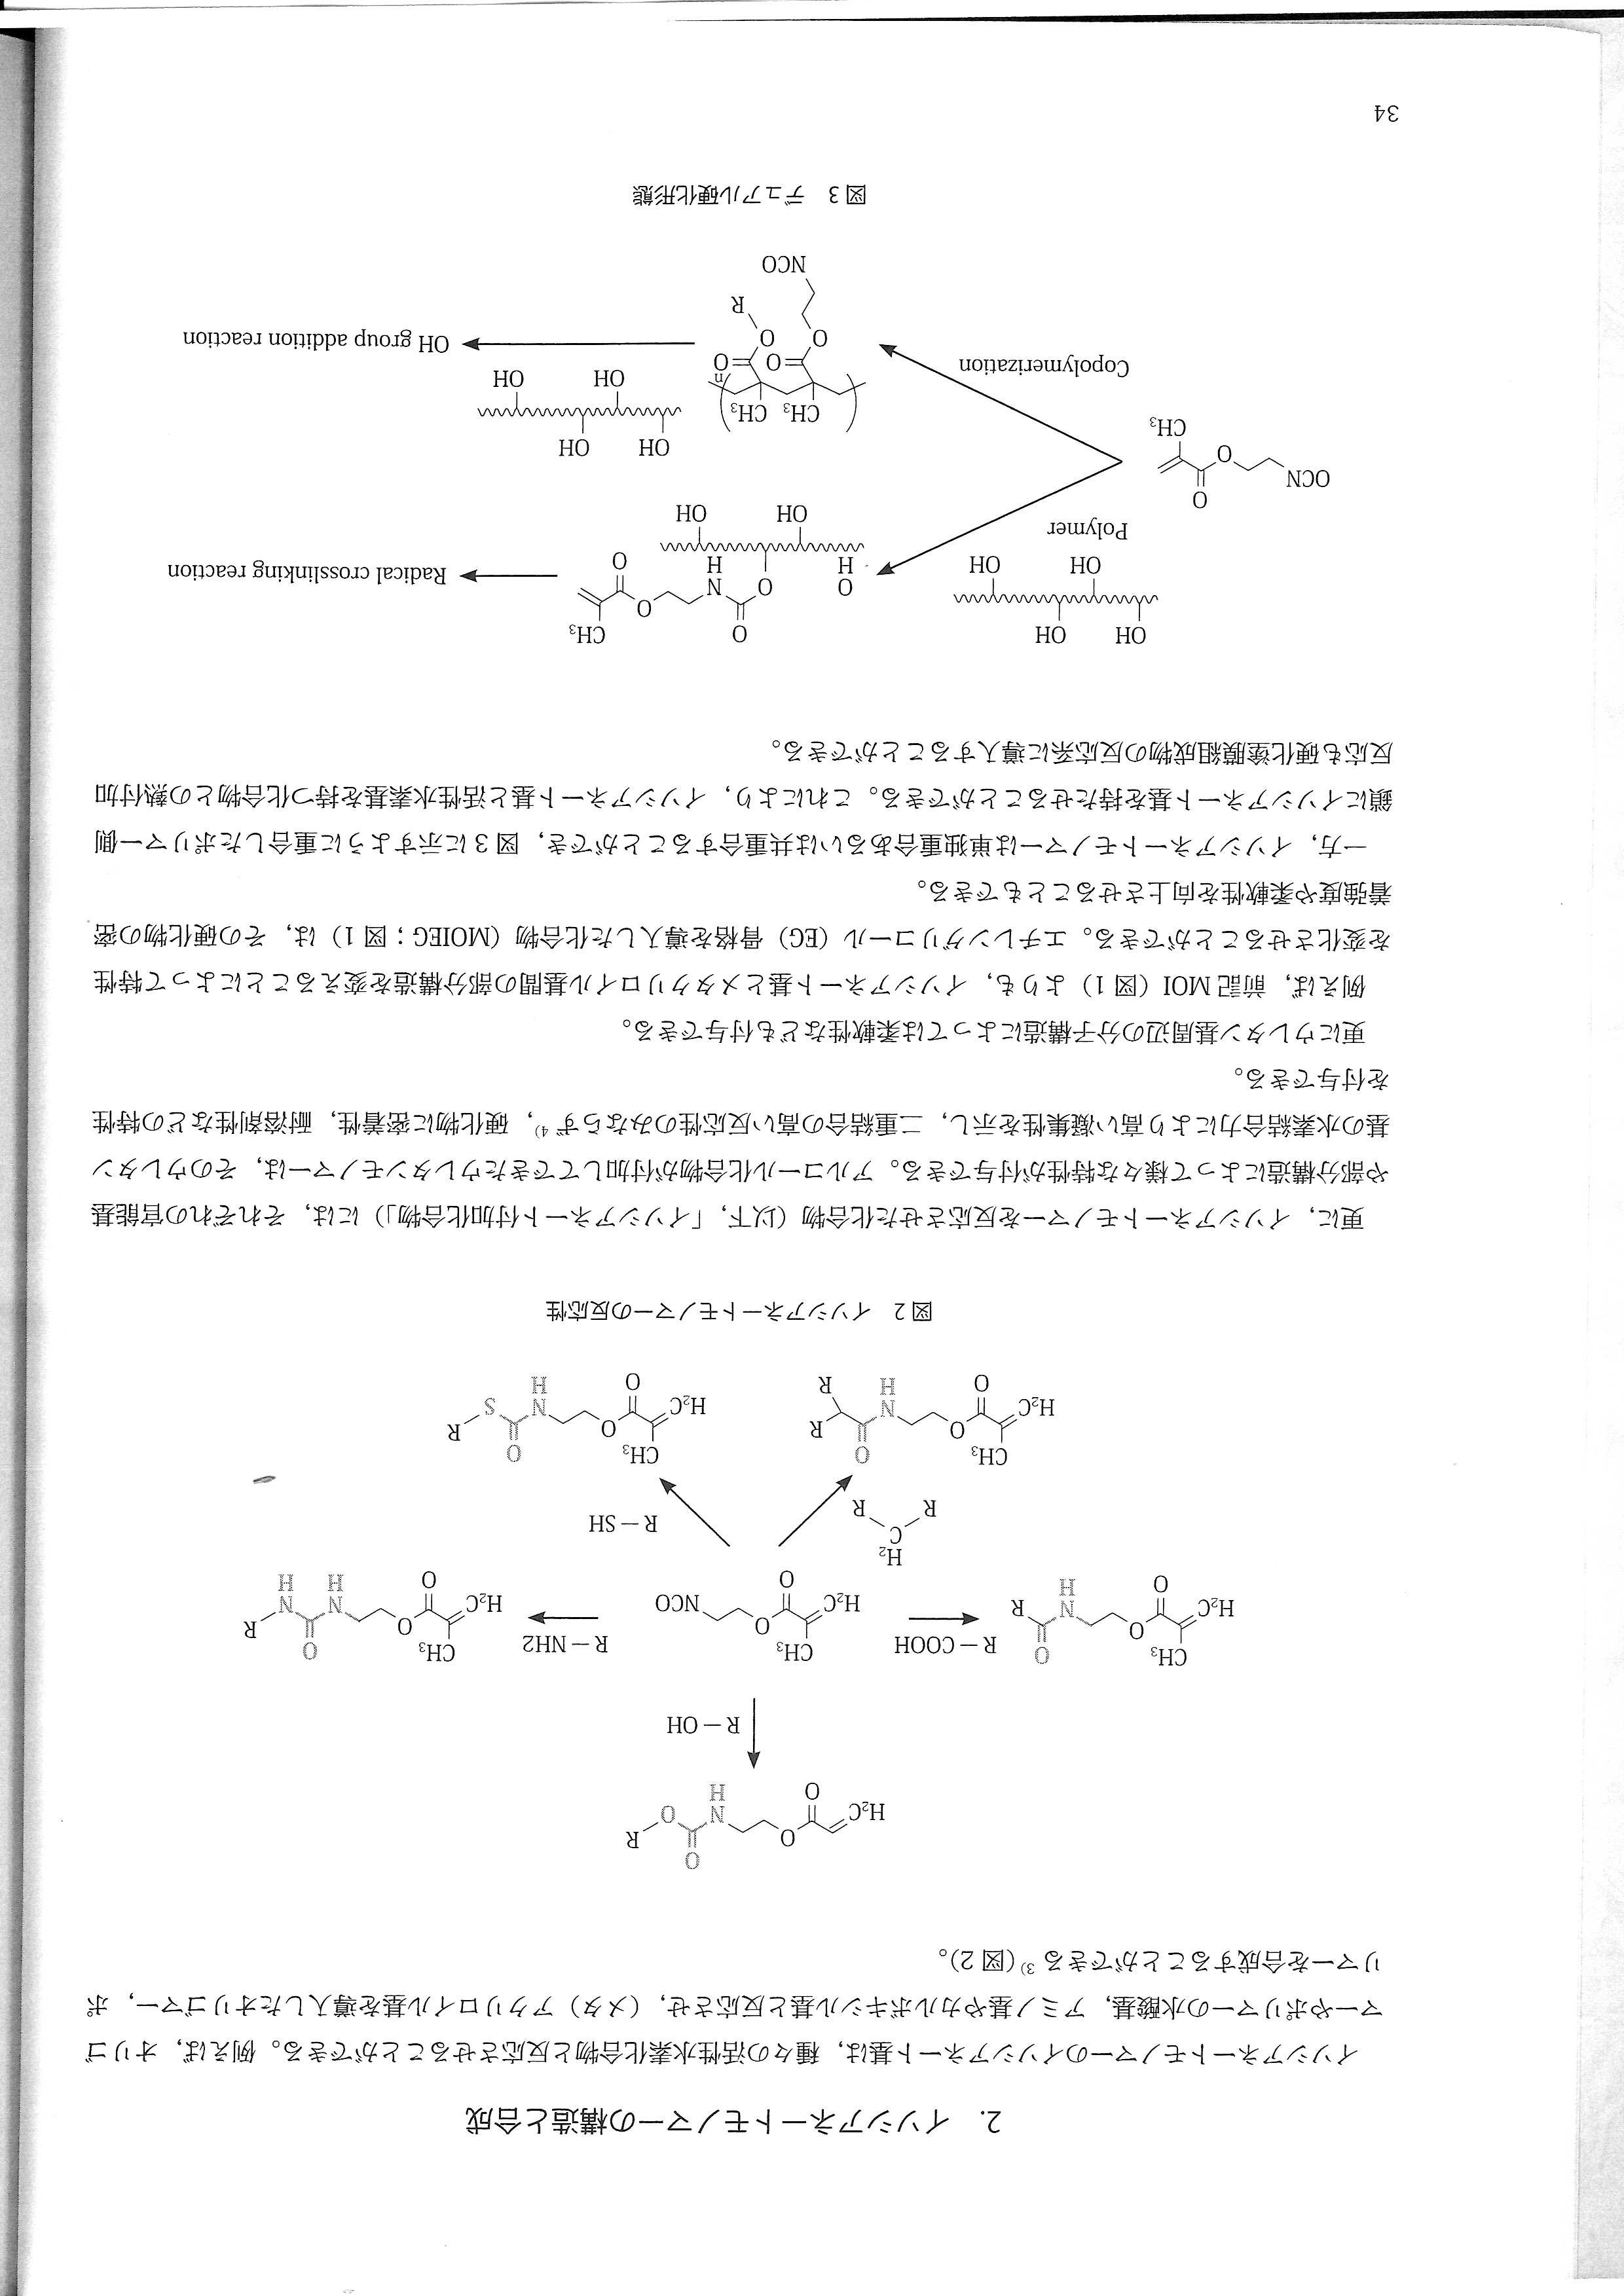 2. イソシアネートモノマーの構造と合成
イソシアネートモノマーのイソシアネート基は，種々の活性水素化合物と反応させることができる。例えば，オリゴ
マーやポリマーの水酸基，アミノ基やカルボキシル基と反応させ，（メタ）アクリロイル基を導入したオリゴマー，ポ
リマーを合成することができる³⁾（図2）。
O
H₂C O N O R
O H
R－OH
CH₃ O R－COOH CH₃ R－NH2 CH₃ O
H₂C O N R H₂C O NCO H₂C O N N R
O H O O H H
H₂
C
R R
R－SH
CH₃ O CH₃ O
H₂C O N R H₂C O N S R
O H R O H
図2 イソシアネートモノマーの反応性
更に，イソシアネートモノマーを反応させた化合物（以下，「イソシアネート付加化合物」）には，それぞれの官能基
や部分構造によって様々な特性が付与できる。アルコール化合物が付加してできたウレタンモノマーは，そのウレタン
基の水素結合力により高い凝集性を示し，二重結合の高い反応性のみならず⁴⁾，硬化物に密着性，耐溶剤性などの特性
を付与できる。
更にウレタン基周辺の分子構造によっては柔軟性なども付与できる。
例えば，前記MOI（図1）よりも，イソシアネート基とメタクリロイル基間の部分構造を変えることによって特性
を変化させることができる。エチレングリコール（EG）骨格を導入した化合物（MOIEG；図1）は，その硬化物の密
着強度や柔軟性を向上させることもできる。
一方，イソシアネートモノマーは単独重合あるいは共重合することができ，図3に示すように重合したポリマー側
鎖にイソシアネート基を持たせることができる。これにより，イソシアネート基と活性水素基を持つ化合物との熱付加
反応も硬化塗膜組成物の反応系に導入することができる。
OH OH
OH OH
Polymer
O CH₃
O H O N H O O
OH OH
Radical crosslinking reaction
O
OCN O
CH₃
Copolymerization
CH₃ CH₃
n
O O
O O
R
NCO
OH OH
OH OH
OH group addition reaction
図3 デュアル硬化形態
34